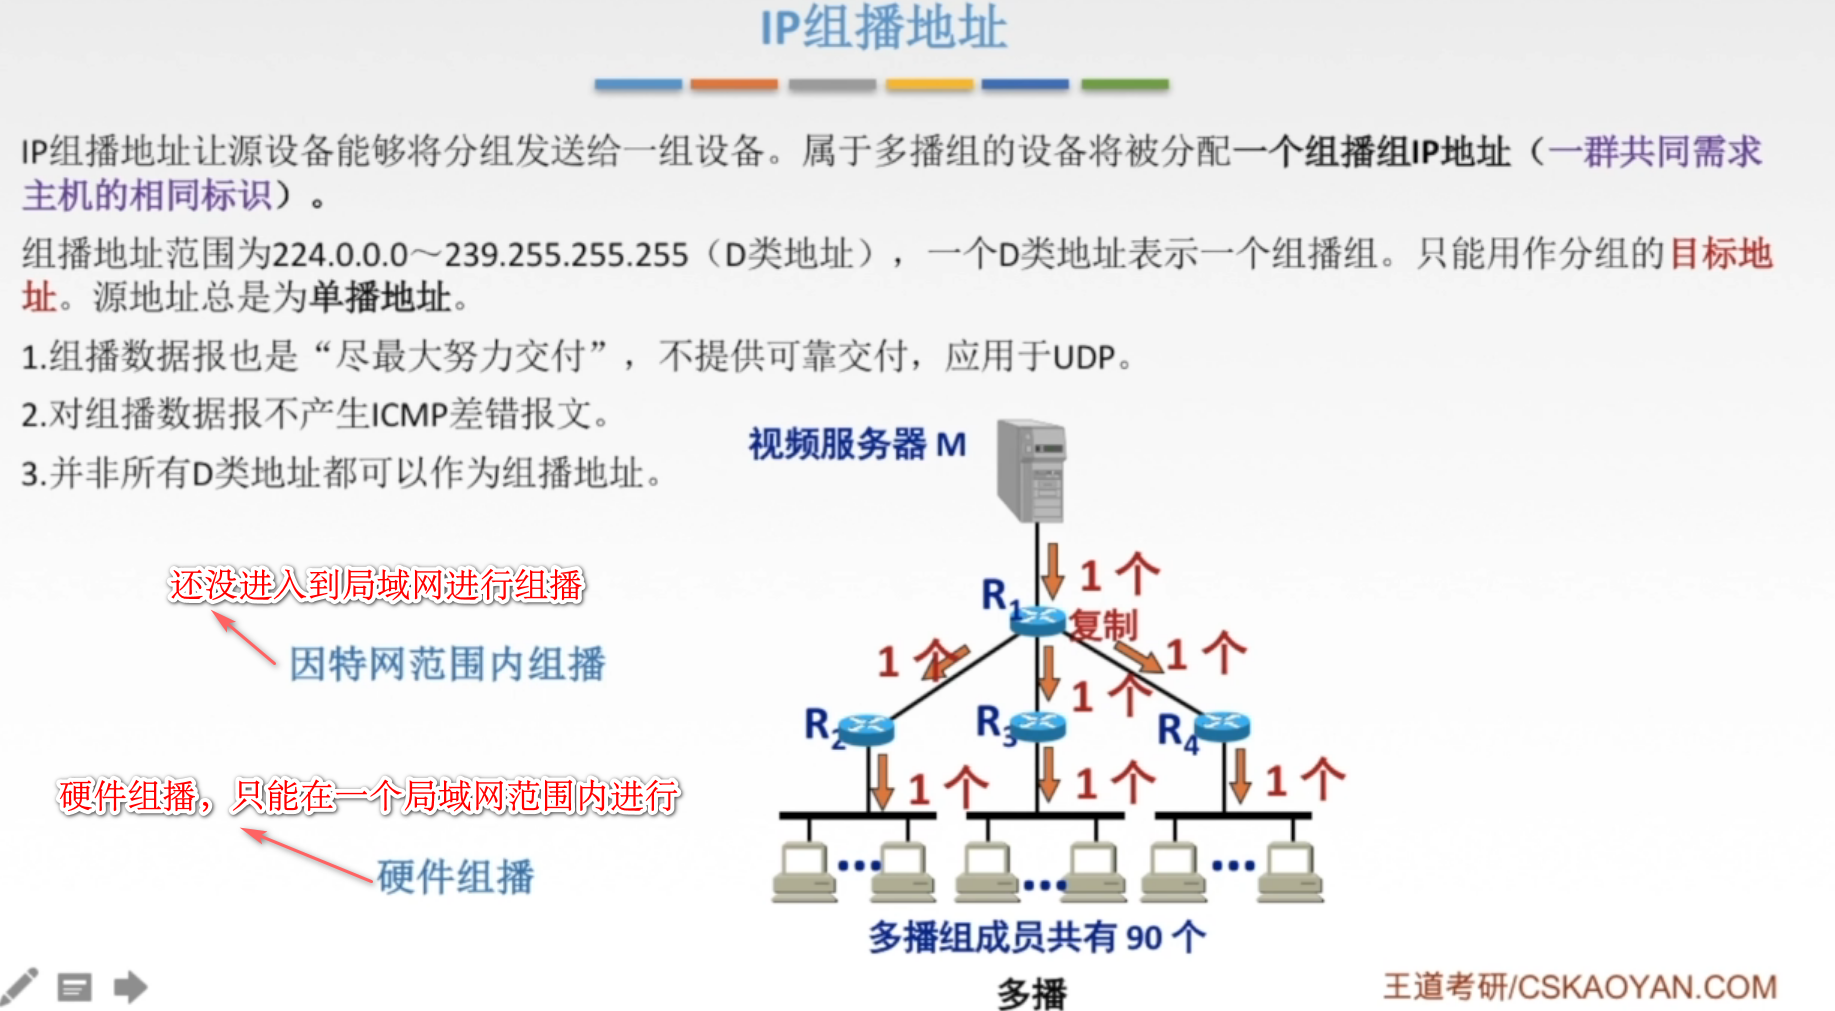 IP组播地址
IP组播地址让源设备能够将分组发送给一组设备。属于多播组的设备将被分配一个组播组IP地址（一群共同需求
主机的相同标识）。
组播地址范围为224.0.0.0～239.255.255.255（D类地址），一个D类地址表示一个组播组。只能用作分组的目标地
址。源地址总是为单播地址。
1.组播数据报也是“尽最大努力交付”，不提供可靠交付，应用于UDP。
2.对组播数据报不产生ICMP差错报文。
3.并非所有D类地址都可以作为组播地址。
视频服务器 M
还没进入到局域网进行组播
1 个
R1
复制
因特网范围内组播
1 个
1 个
1 个
R2
R3
R4
硬件组播，只能在一个局域网范围内进行
1 个
1 个
1 个
硬件组播
多播组成员共有 90 个
多播
王道考研/CSKAOYAN.COM